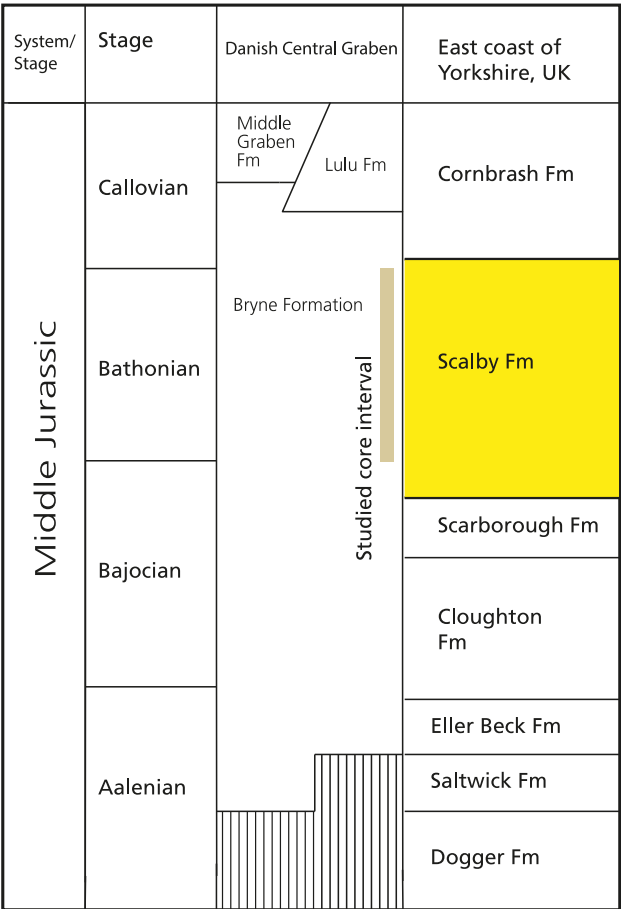 System/
Stage
Stage
Danish Central Graben
East coast of
Yorkshire, UK
Middle Jurassic
Callovian
Bathonian
Bajocian
Aalenian
Middle
Graben
Fm
Lulu Fm
Bryne Formation
Studied core interval
Cornbrash Fm
Scalby Fm
Scarborough Fm
Cloughton
Fm
Eller Beck Fm
Saltwick Fm
Dogger Fm